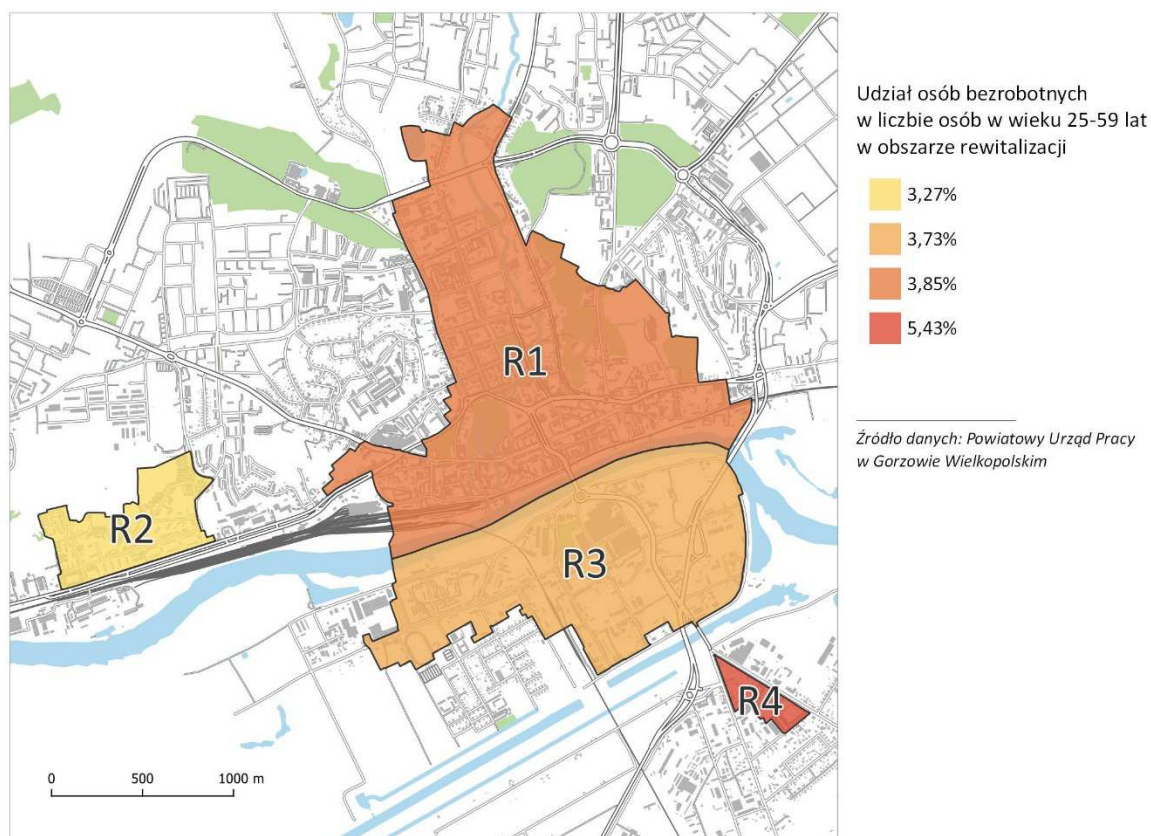 Udział osób bezrobotnych
w liczbie osób w wieku 25-59 lat
w obszarze rewitalizacji
3,27%
3,73%
3,85%
5,43%
Źródło danych: Powiatowy Urząd Pracy
w Gorzowie Wielkopolskim
R1
R2
R3
R4
0 500 1000 m